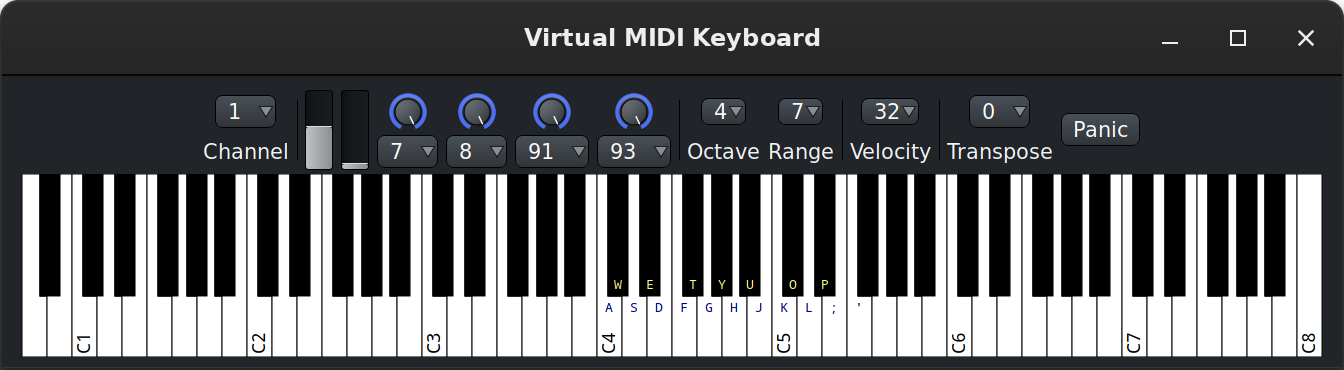 Virtual MIDI Keyboard
1 4 7 32 0
Panic
Channel 7 8 91 93 Octave Range Velocity Transpose
W E T Y U O P
A S D F G H J K L ; '
C1 C2 C3 C4 C5 C6 C7 C8